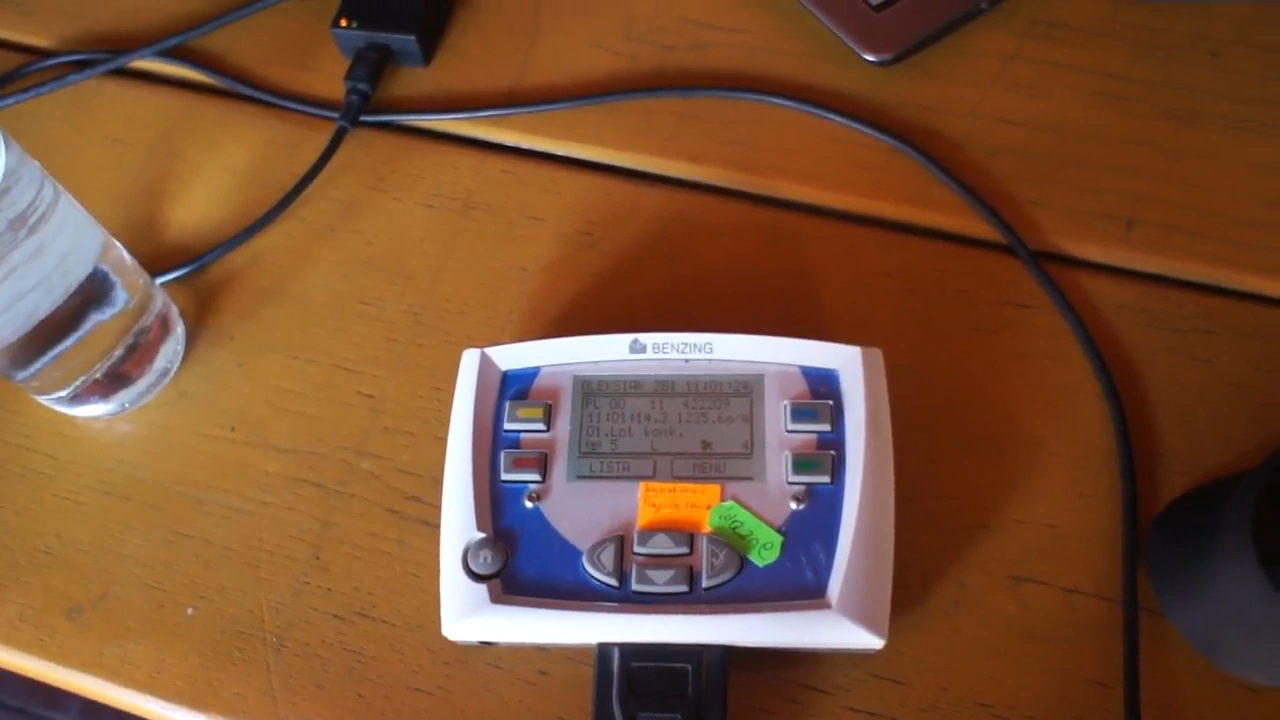 BENZING
OLEKSIAK 281 11:01:24
PL 00 11 422209
11:01:14.3 1235.6m/M
01.Lot konk.
5 L 4
LISTA MENU